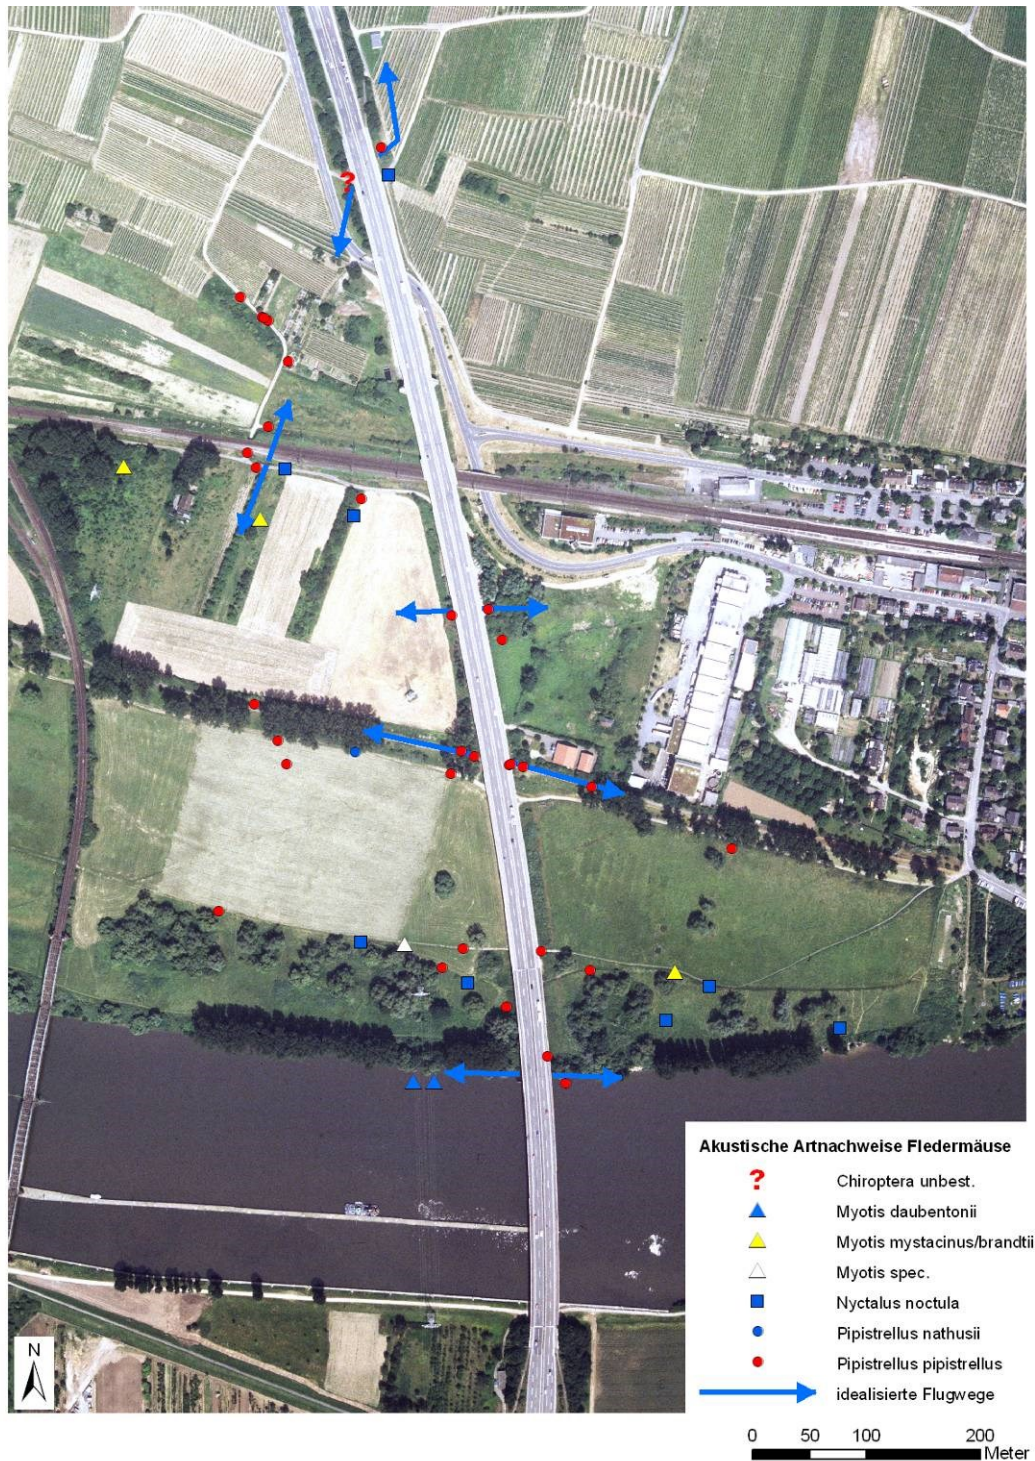 ?
N
Akustische Artnachweise Fledermäuse
? Chiroptera unbest.
Myotis daubentonii
Myotis mystacinus/brandtii
Myotis spec.
Nyctalus noctula
Pipistrellus nathusii
Pipistrellus pipistrellus
idealisierte Flugwege
0 50 100 200
Meter